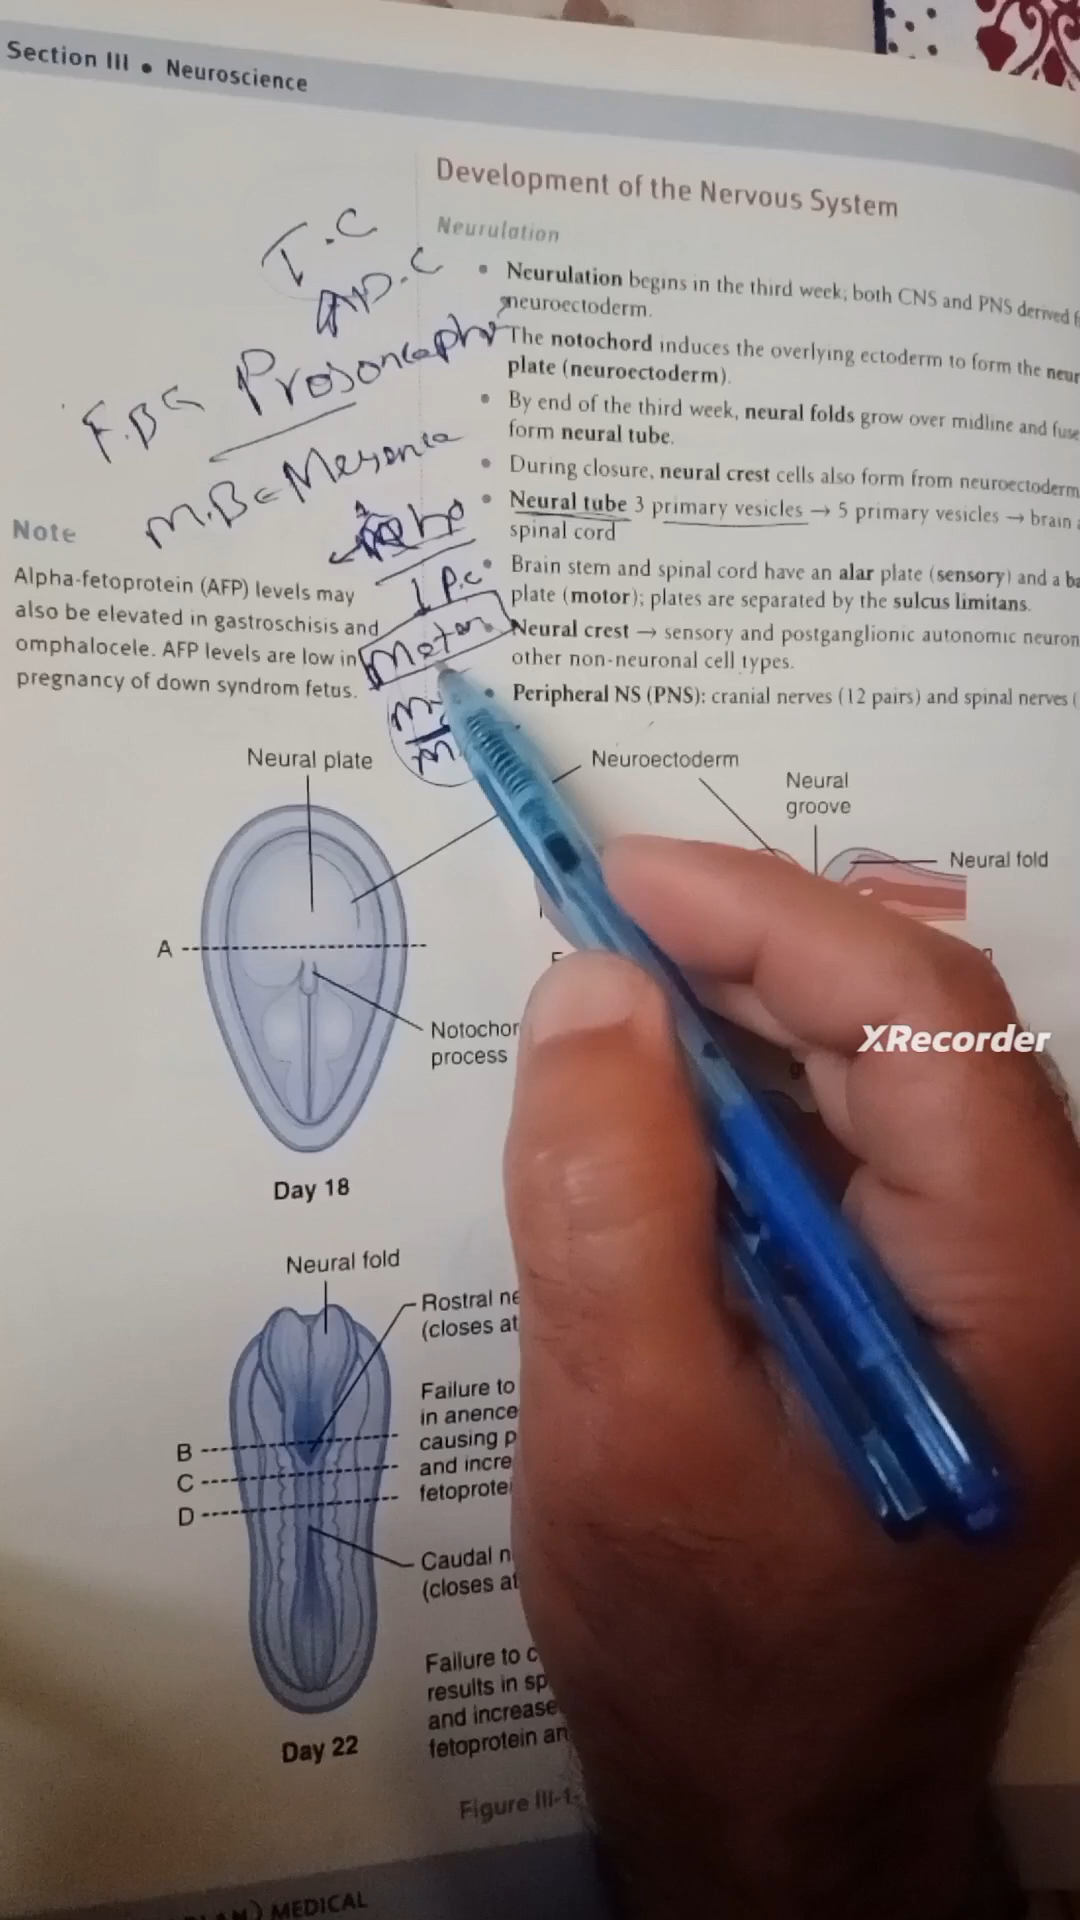 Section III • Neuroscience
Development of the Nervous System
Neurulation
• Neurulation begins in the third week; both CNS and PNS derived
neuroectoderm.
The notochord induces the overlying ectoderm to form the neur
plate (neuroectoderm).
• By end of the third week, neural folds grow over midline and fuse
form neural tube.
• During closure, neural crest cells also form from neuroectoderm
• Neural tube 3 primary vesicles → 5 primary vesicles → brain a
spinal cord
• Brain stem and spinal cord have an alar plate (sensory) and a ba
plate (motor); plates are separated by the sulcus limitans.
Neural crest → sensory and postganglionic autonomic neuron
other non-neuronal cell types.
• Peripheral NS (PNS): cranial nerves (12 pairs) and spinal nerves (
I.C
F.B
M.B
P.C
Note
Alpha-fetoprotein (AFP) levels may
also be elevated in gastroschisis and
omphalocele. AFP levels are low in
pregnancy of down syndrom fetus.
Neural plate
Neuroectoderm
Neural
groove
Neural fold
A
Notochor
process
Day 18
XRecorder
Neural fold
Rostral ne
(closes at
Failure to
in anence
causing p
and incre
fetoprotei
B
C
D
Caudal n
(closes at
Failure to c
results in sp
and increase
fetoprotein an
Day 22
Figure III-1-
MEDICAL